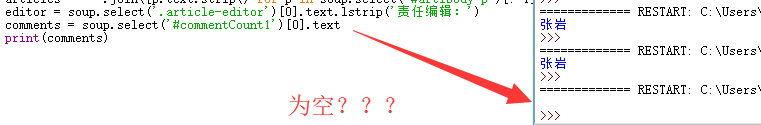 editor = soup.select('.article-editor')[0].text.lstrip('责任编辑：')
comments = soup.select('#commentCount1')[0].text
print(comments)
为空？？？
============= RESTART: C:\Users\
张岩
>>>
============= RESTART: C:\Users\
张岩
>>>
============= RESTART: C:\Users\
>>>